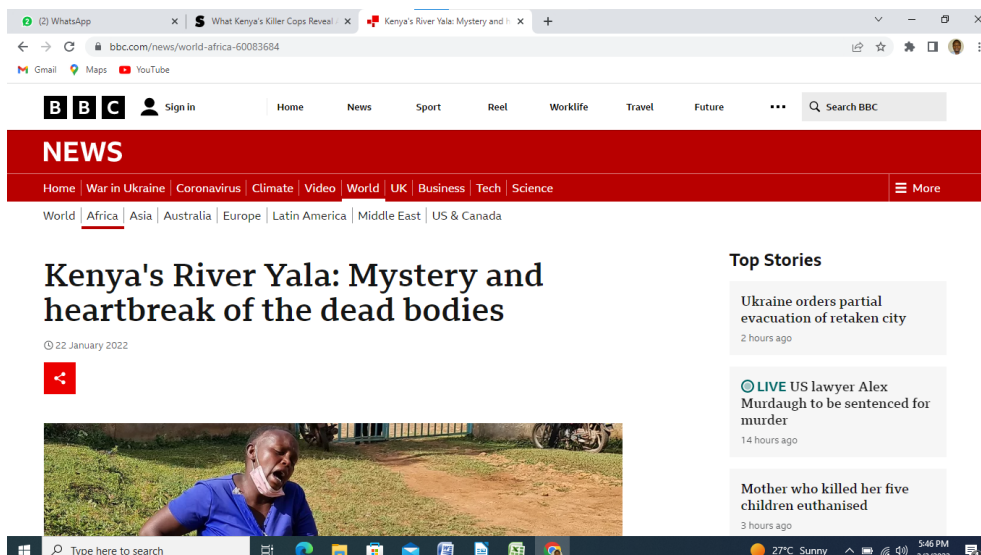 (2) WhatsApp
What Kenya's Killer Cops Reveal
Kenya's River Yala: Mystery and
bbc.com/news/world-africa-60083684
Gmail Maps YouTube
BBC Sign in Home News Sport Reel Worklife Travel Future ••• Search BBC
NEWS
Home War in Ukraine Coronavirus Climate Video World UK Business Tech Science More
World Africa Asia Australia Europe Latin America Middle East US & Canada
Kenya's River Yala: Mystery and
heartbreak of the dead bodies
22 January 2022
Top Stories
Ukraine orders partial
evacuation of retaken city
2 hours ago
LIVE US lawyer Alex
Murdaugh to be sentenced for
murder
14 hours ago
Mother who killed her five
children euthanised
3 hours ago
Type here to search
27°C Sunny
5:46 PM